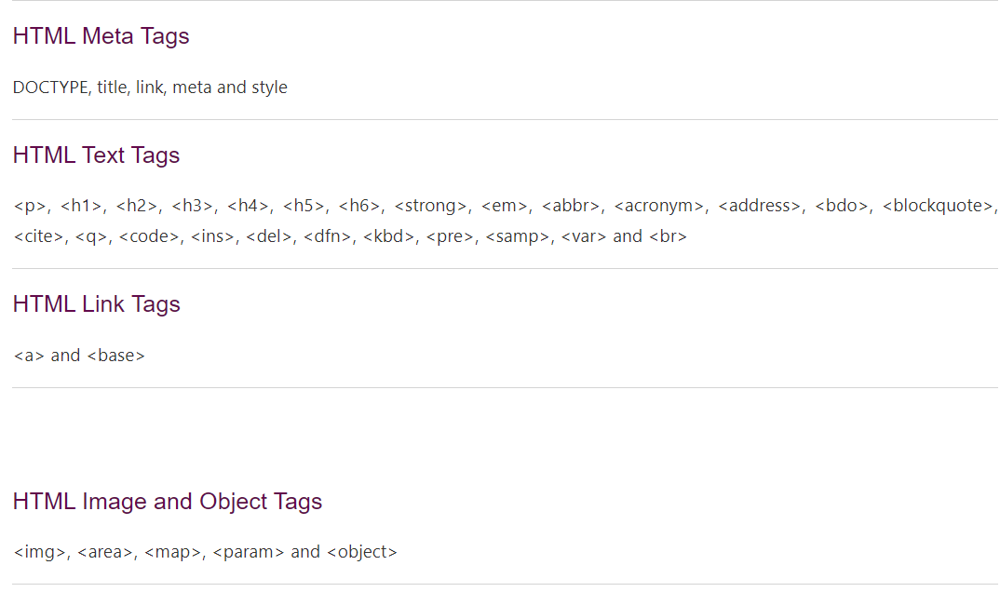 HTML Meta Tags
DOCTYPE, title, link, meta and style
HTML Text Tags
<p>, <h1>, <h2>, <h3>, <h4>, <h5>, <h6>, <strong>, <em>, <abbr>, <acronym>, <address>, <bdo>, <blockquote>,
<cite>, <q>, <code>, <ins>, <del>, <dfn>, <kbd>, <pre>, <samp>, <var> and <br>
HTML Link Tags
<a> and <base>
HTML Image and Object Tags
<img>, <area>, <map>, <param> and <object>